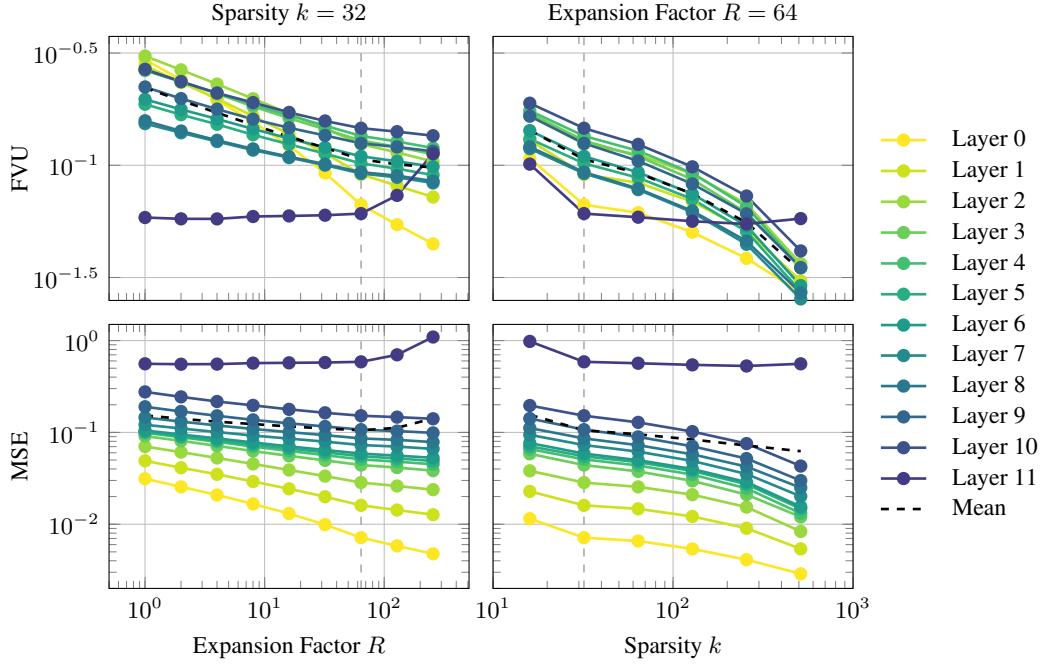 Sparsity k = 32
Expansion Factor R = 64
10^−0.5
10^−1
10^−1.5
FVU
10^0
10^−1
10^−2
MSE
10^0
10^1
10^2
10^1
10^2
10^3
Expansion Factor R
Sparsity k
Layer 0
Layer 1
Layer 2
Layer 3
Layer 4
Layer 5
Layer 6
Layer 7
Layer 8
Layer 9
Layer 10
Layer 11
Mean